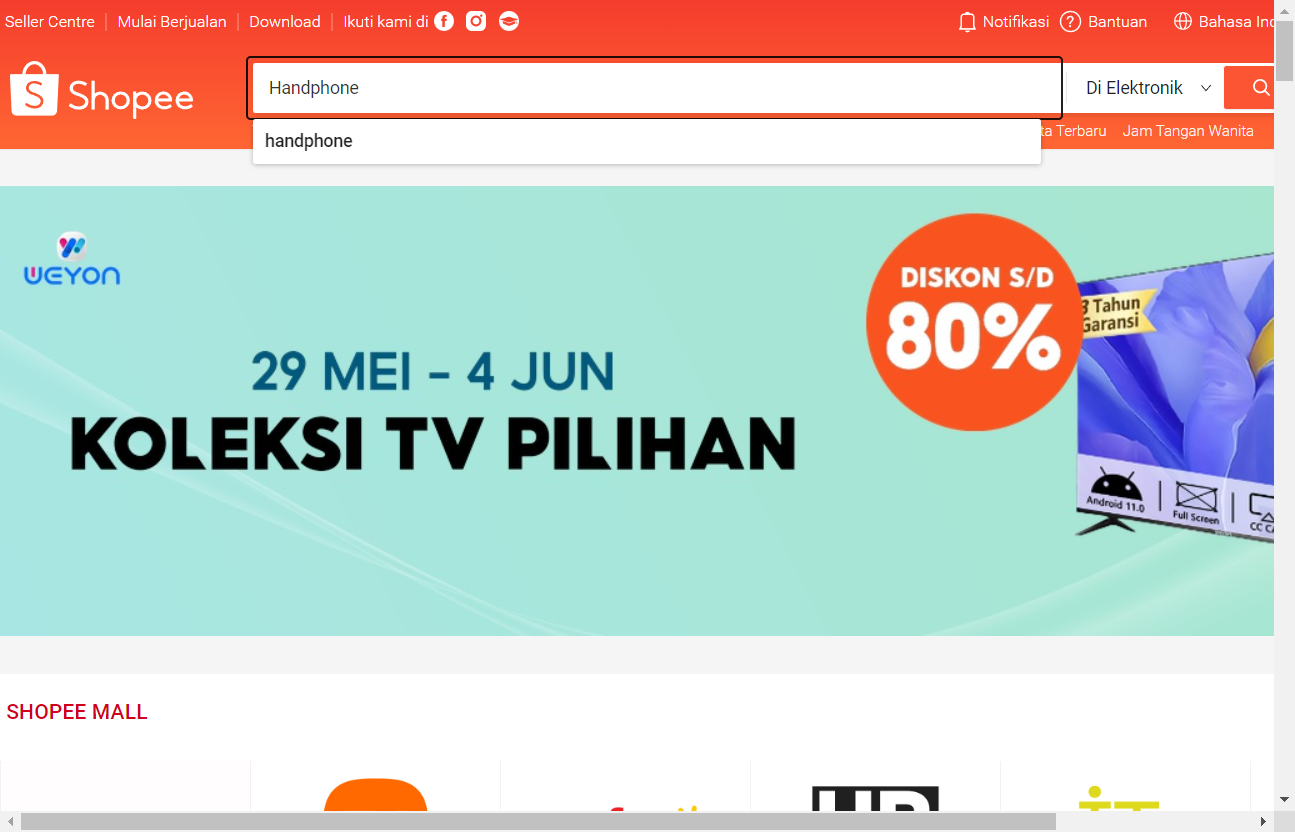 Seller Centre
Mulai Berjualan
Download
Ikuti kami di
Notifikasi
Bantuan
Bahasa
Shopee
Handphone
Di Elektronik
handphone
Terbaru
Jam Tangan Wanita
WEYON
DISKON S/D
80%
3 Tahun
Garansi
29 MEI - 4 JUN
KOLEKSI TV PILIHAN
Android 11.0
Full Screen
CC
SHOPEE MALL